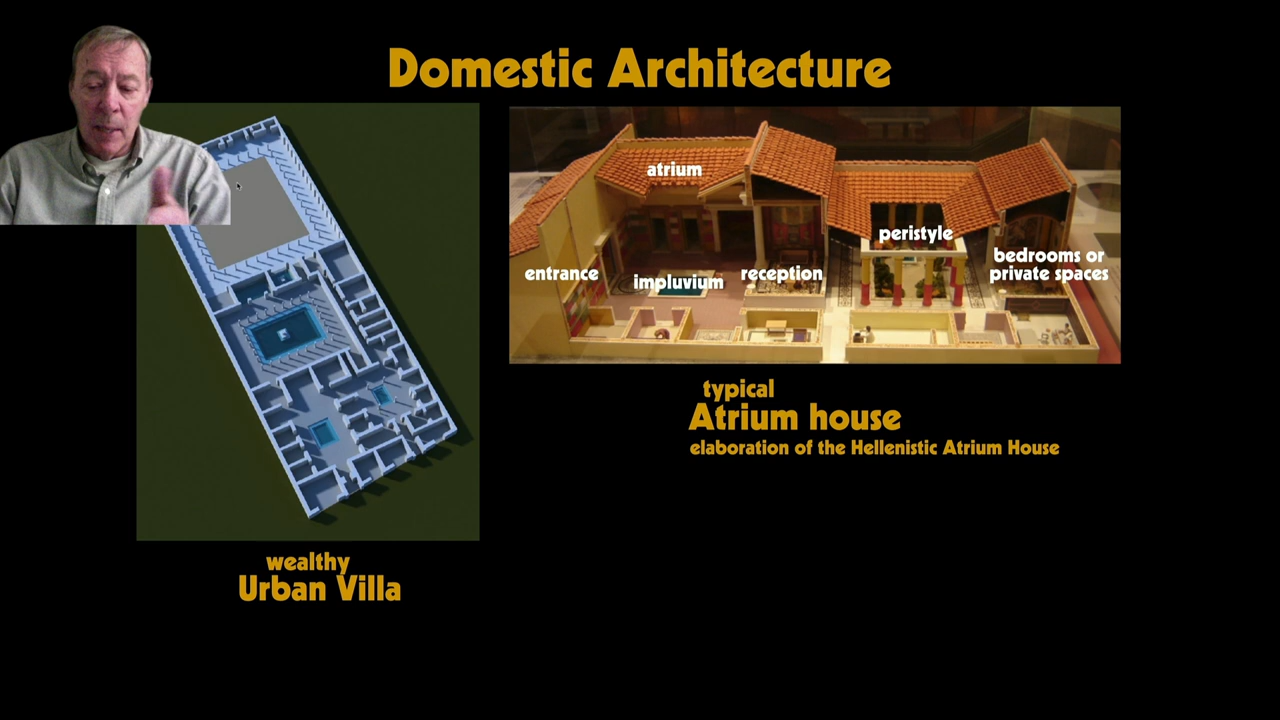 Domestic Architecture
atrium
peristyle
entrance
impluvium
reception
bedrooms or
private spaces
typical
Atrium house
elaboration of the Hellenistic Atrium House
wealthy
Urban Villa